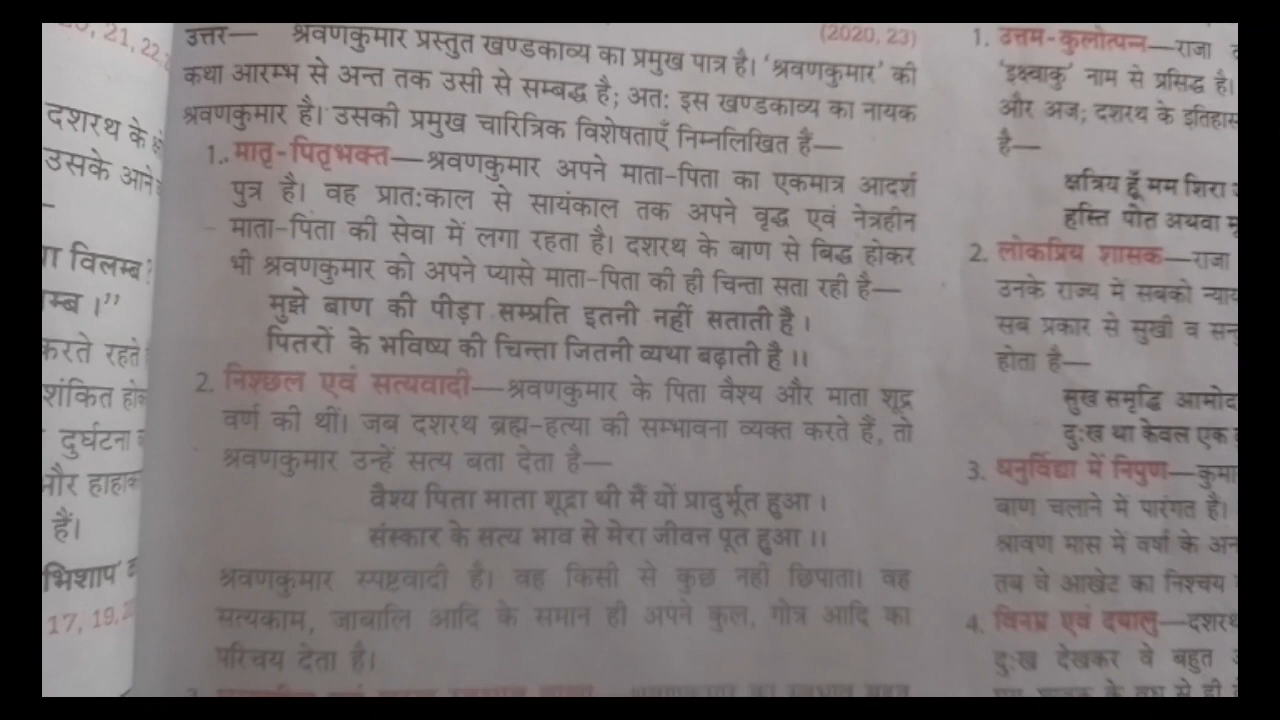 20, 21, 22,
दशरथ के
उसके आने
ा विलम्ब?
म्ब ।”
करते रहते
शंकित हो
दुर्घटना
और हाहा
हैं।
भिशाप
17, 19,
(2020, 23)
उत्तर— श्रवणकुमार प्रस्तुत खण्डकाव्य का प्रमुख पात्र है। ‘श्रवणकुमार’ की
कथा आरम्भ से अन्त तक उसी से सम्बद्ध है; अतः इस खण्डकाव्य का नायक
श्रवणकुमार है। उसकी प्रमुख चारित्रिक विशेषताएँ निम्नलिखित हैं—
1. मातृ-पितृभक्त—श्रवणकुमार अपने माता-पिता का एकमात्र आदर्श
पुत्र है। वह प्रातःकाल से सायंकाल तक अपने वृद्ध एवं नेत्रहीन
माता-पिता की सेवा में लगा रहता है। दशरथ के बाण से बिद्ध होकर
भी श्रवणकुमार को अपने प्यासे माता-पिता की ही चिन्ता सता रही है—
मुझे बाण की पीड़ा सम्प्रति इतनी नहीं सताती है ।
पितरों के भविष्य की चिन्ता जितनी व्यथा बढ़ाती है ।।
2. निश्छल एवं सत्यवादी—श्रवणकुमार के पिता वैश्य और माता शूद्र
वर्ण की थीं। जब दशरथ ब्रह्म-हत्या की सम्भावना व्यक्त करते हैं, तो
श्रवणकुमार उन्हें सत्य बता देता है—
वैश्य पिता माता शूद्रा थी मैं यों प्रादुर्भूत हुआ ।
संस्कार के सत्य भाव से मेरा जीवन पूत हुआ ।।
श्रवणकुमार स्पष्टवादी है। वह किसी से कुछ नहीं छिपाता। वह
सत्यकाम, जाबालि आदि के समान ही अपने कुल, गोत्र आदि का
परिचय देता है।
1. उत्तम-कुलोत्पन्न—राजा
‘इक्ष्वाकु’ नाम से प्रसिद्ध है।
और अज; दशरथ के इतिहास
है—
क्षत्रिय हूँ मम शिरा
हस्ति पोत अथवा
2. लोकप्रिय शासक—राजा
उनके राज्य में सबको न्याय
सब प्रकार से सुखी व सन्
होता है—
सुख समृद्धि आमोद
दुःख था केवल एक
3. धनुर्विद्या में निपुण—कुमा
बाण चलाने में पारंगत है।
श्रावण मास में वर्षा के अन
तब वे आखेट का निश्चय
4. विनम्र एवं दयालु—दशरथ
दुःख देखकर वे बहुत